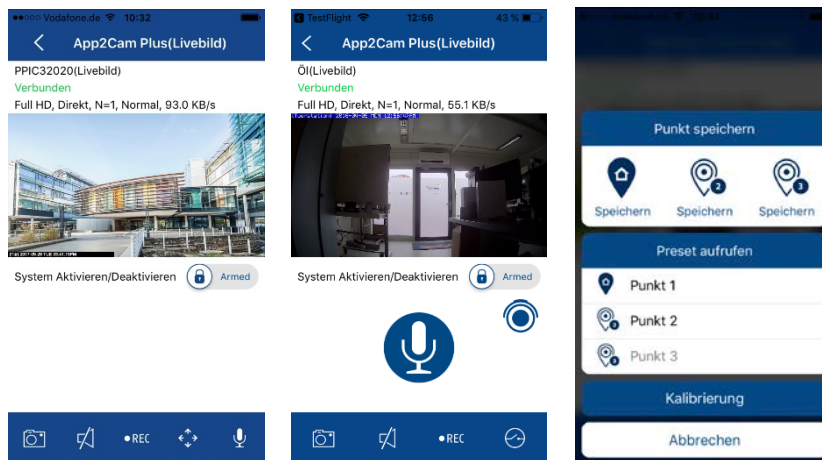 Vodafone.de 10:32
App2Cam Plus(Livebild)
PPIC32020(Livebild)
Verbunden
Full HD, Direkt, N=1, Normal, 93.0 KB/s
System Aktivieren/Deaktivieren Armed
REC
TestFlight 12:56 43 %
App2Cam Plus(Livebild)
Öl(Livebild)
Verbunden
Full HD, Direkt, N=1, Normal, 55.1 KB/s
System Aktivieren/Deaktivieren Armed
REC
Punkt speichern
2 3
Speichern Speichern Speichern
Preset aufrufen
Punkt 1
Punkt 2
Punkt 3
Kalibrierung
Abbrechen